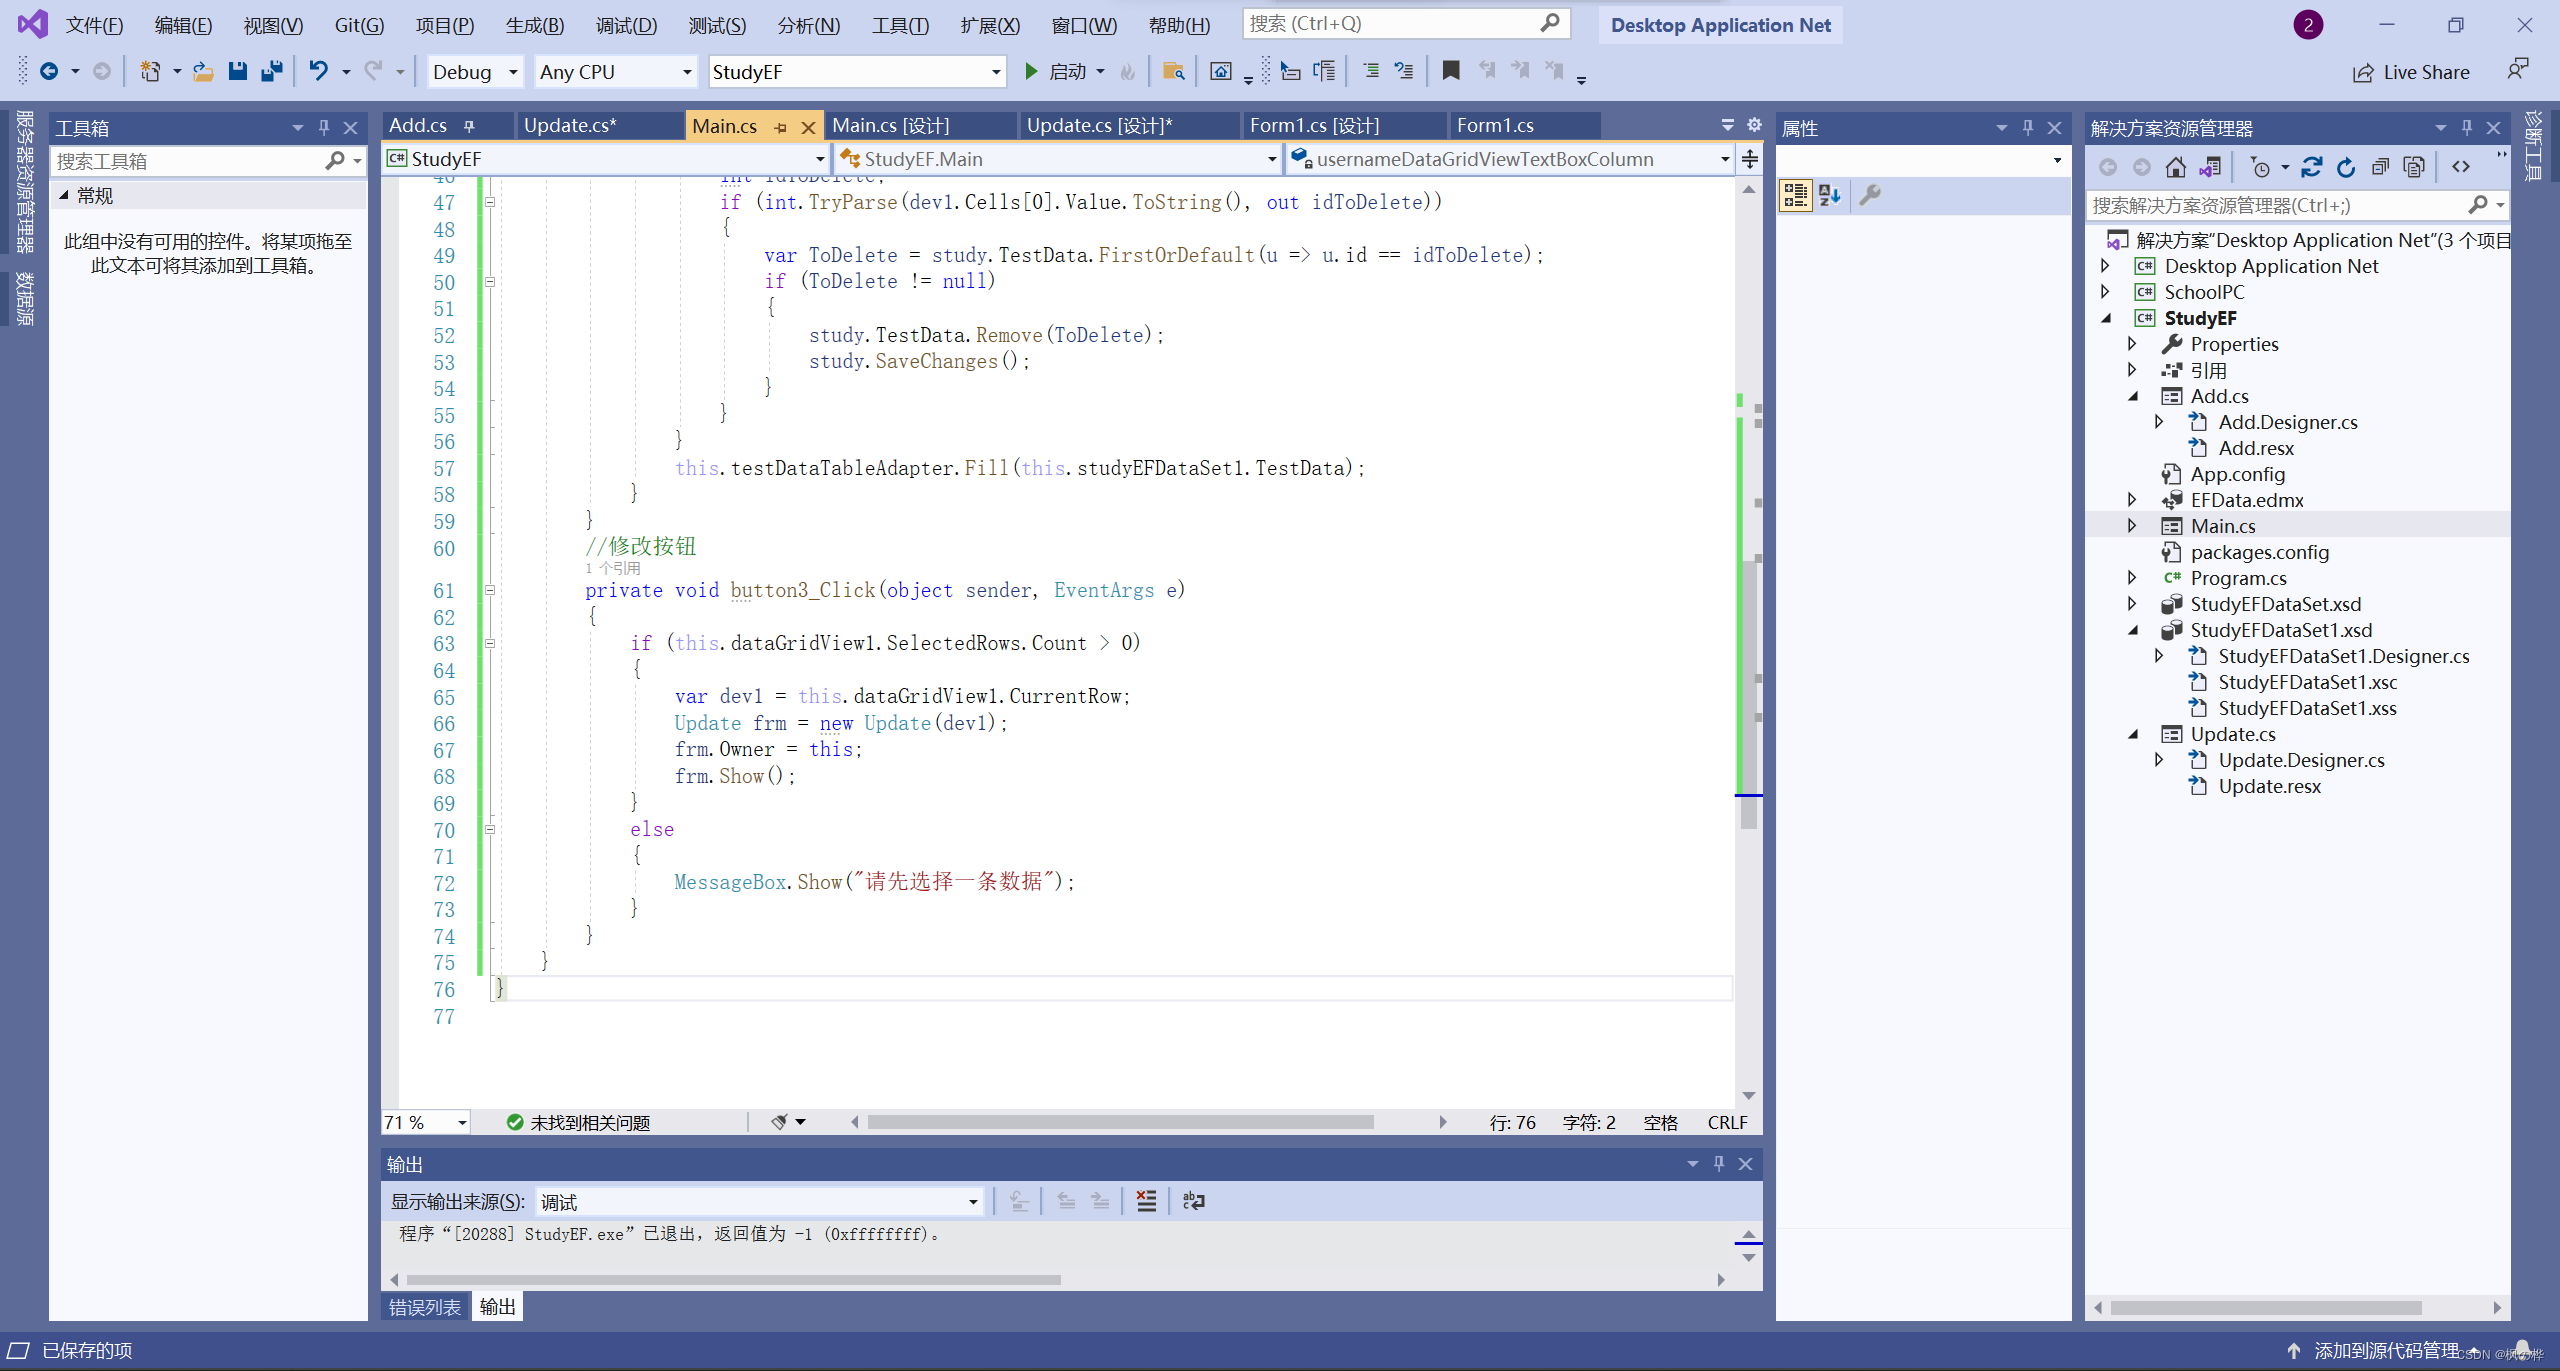 文件(F) 编辑(E) 视图(V) Git(G) 项目(P) 生成(B) 调试(D) 测试(S) 分析(N) 工具(T) 扩展(X) 窗口(W) 帮助(H) 搜索 (Ctrl+Q) Desktop Application Net 2
Debug Any CPU StudyEF 启动 Live Share
服务器资源管理器
数据源
工具箱
搜索工具箱
常规
此组中没有可用的控件。将某项拖至
此文本可将其添加到工具箱。
Add.cs Update.cs* Main.cs Main.cs [设计] Update.cs [设计]* Form1.cs [设计] Form1.cs
StudyEF StudyEF.Main usernameDataGridViewTextBoxColumn
46 int idToDelete;
47 if (int.TryParse(dev1.Cells[0].Value.ToString(), out idToDelete))
48 {
49 var ToDelete = study.TestData.FirstOrDefault(u => u.id == idToDelete);
50 if (ToDelete != null)
51 {
52 study.TestData.Remove(ToDelete);
53 study.SaveChanges();
54 }
55 }
56 }
57 this.testDataTableAdapter.Fill(this.studyEFDataSet1.TestData);
58 }
59 }
60 //修改按钮
1 个引用
61 private void button3_Click(object sender, EventArgs e)
62 {
63 if (this.dataGridView1.SelectedRows.Count > 0)
64 {
65 var dev1 = this.dataGridView1.CurrentRow;
66 Update frm = new Update(dev1);
67 frm.Owner = this;
68 frm.Show();
69 }
70 else
71 {
72 MessageBox.Show("请先选择一条数据");
73 }
74 }
75 }
76 }
77
71 % 未找到相关问题 行: 76 字符: 2 空格 CRLF
输出
显示输出来源(S): 调试
程序“[20288] StudyEF.exe”已退出，返回值为 -1 (0xffffffff)。
错误列表 输出
属性
解决方案资源管理器
搜索解决方案资源管理器(Ctrl+;)
解决方案"Desktop Application Net"(3 个项目
Desktop Application Net
SchoolPC
StudyEF
Properties
引用
Add.cs
Add.Designer.cs
Add.resx
App.config
EFData.edmx
Main.cs
packages.config
Program.cs
StudyEFDataSet.xsd
StudyEFDataSet1.xsd
StudyEFDataSet1.Designer.cs
StudyEFDataSet1.xsc
StudyEFDataSet1.xss
Update.cs
Update.Designer.cs
Update.resx
诊断工具
已保存的项 添加到源代码管理